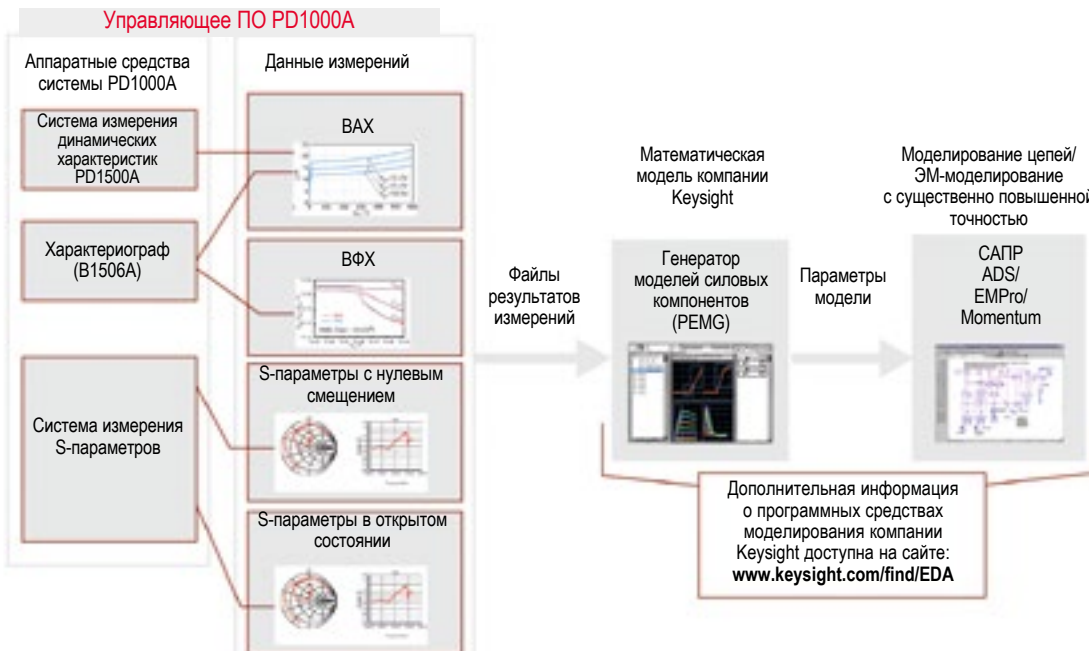 Управляющее ПО PD1000A
Аппаратные средства
системы PD1000A
Система измерения
динамических
характеристик
PD1500A
Характериограф
(B1506A)
Система измерения
S-параметров
Данные измерений
ВАХ
ВФХ
S-параметры с нулевым
смещением
S-параметры в открытом
состоянии
Файлы
результатов
измерений
Математическая
модель компании
Keysight
Генератор
моделей силовых
компонентов
(PEMG)
Параметры
модели
Моделирование цепей/
ЭМ-моделирование
с существенно повышенной
точностью
САПР
ADS/
EMPro/
Momentum
Дополнительная информация
о программных средствах
моделирования компании
Keysight доступна на сайте:
www.keysight.com/find/EDA